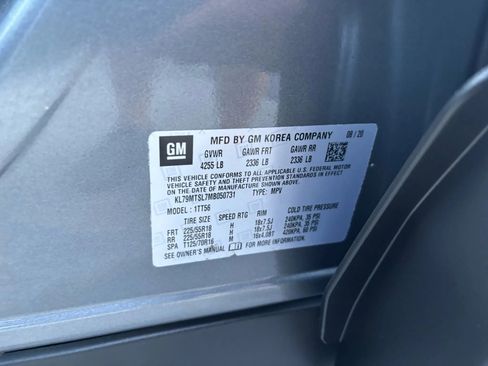 GM
MFD BY GM KOREA COMPANY 08 / 20
GVWR GAWR FRT GAWR RR
4255 LB 2336 LB 2336 LB
THIS VEHICLE CONFORMS TO ALL APPLICABLE U.S. FEDERAL MOTOR
VEHICLE SAFETY AND THEFT PREVENTION STANDARDS IN EFFECT
ON THE DATE OF MANUFACTURE SHOWN ABOVE.
KL79MTSL7MB050731 TYPE: MPV
MODEL: 1TT56
TIRE SIZE SPEED RTG RIM COLD TIRE PRESSURE
FRT 225/55R18 H 18x7.5J 240KPA, 35 PSI
RR 225/55R18 H 18x7.5J 240KPA, 35 PSI
SPA T125/70R16 M 16x4.0BT 420KPA, 60 PSI
SEE OWNER'S MANUAL FOR MORE INFORMATION.